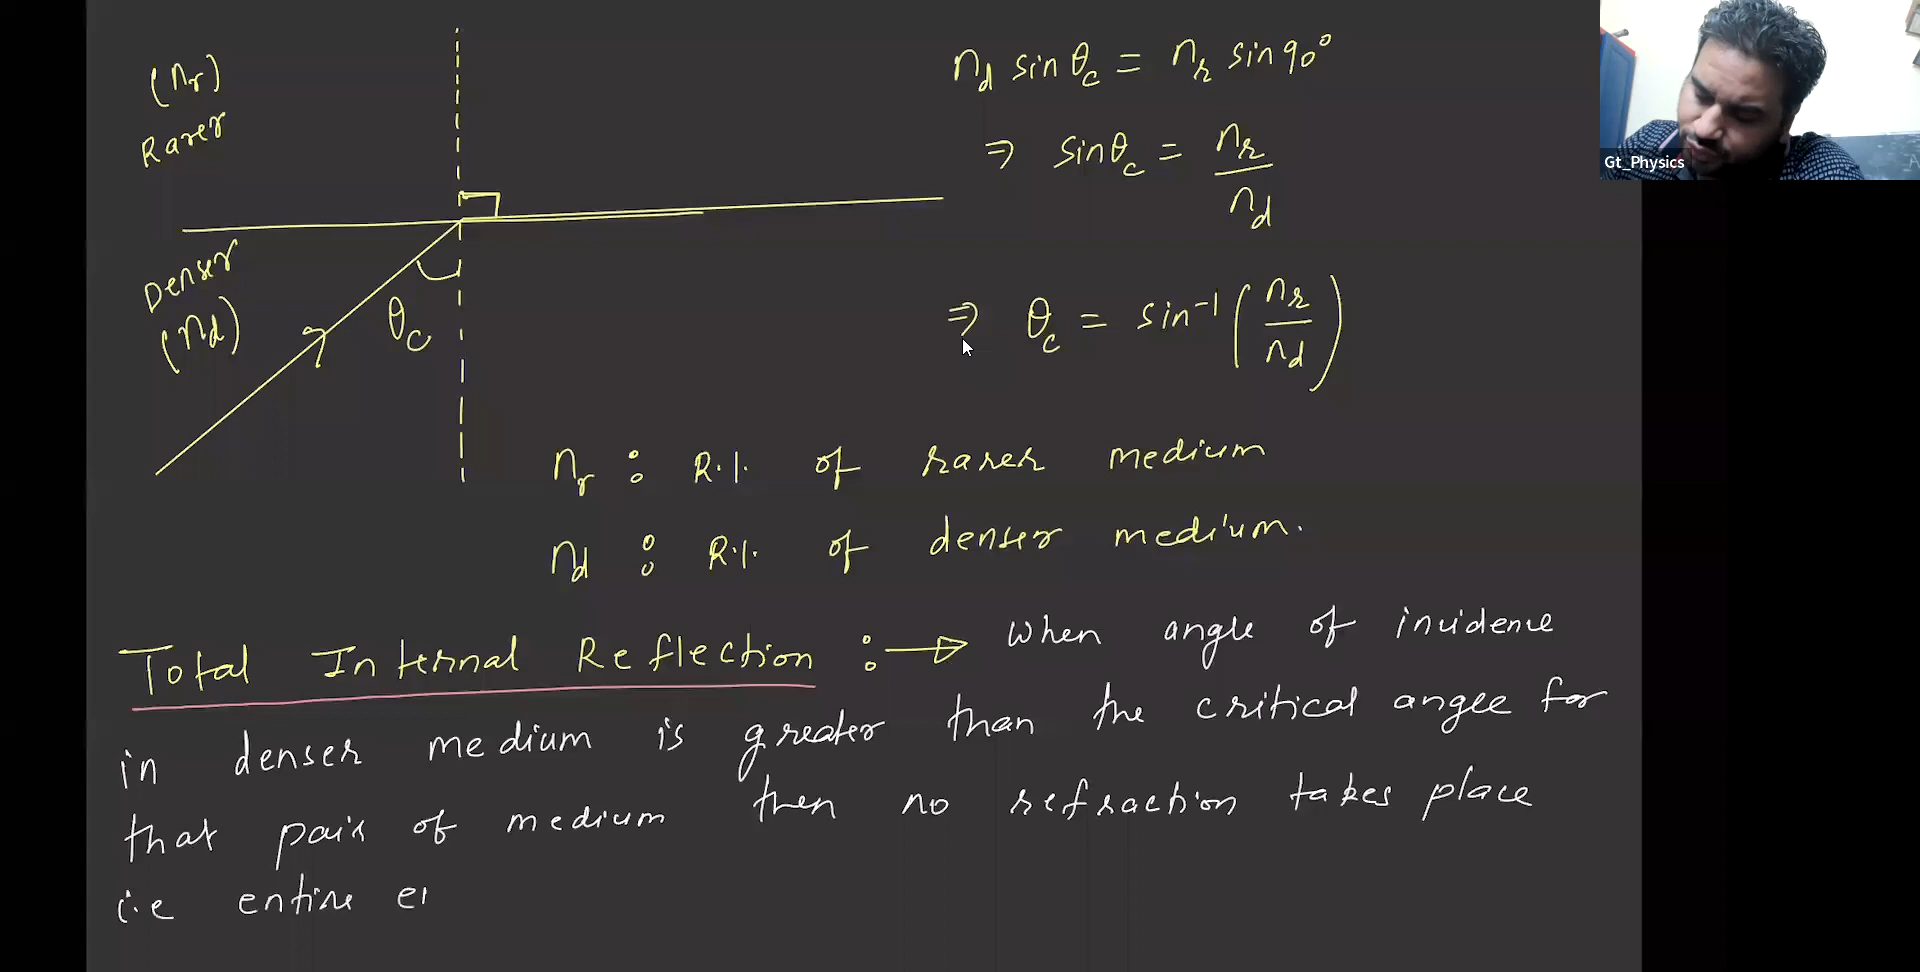 (nr)
Rarer
Denser
(nd)
θc
nd sin θc = nr sin 90°
⇒ sin θc = nr / nd
⇒ θc = sin⁻¹ (nr / nd)
Gt_Physics
nr : R.I. of rarer medium
nd : R.I. of denser medium.
Total Internal Reflection :→ When angle of incidence
in denser medium is greater than the critical angle for
that pair of medium then no refraction takes place
i.e entire en